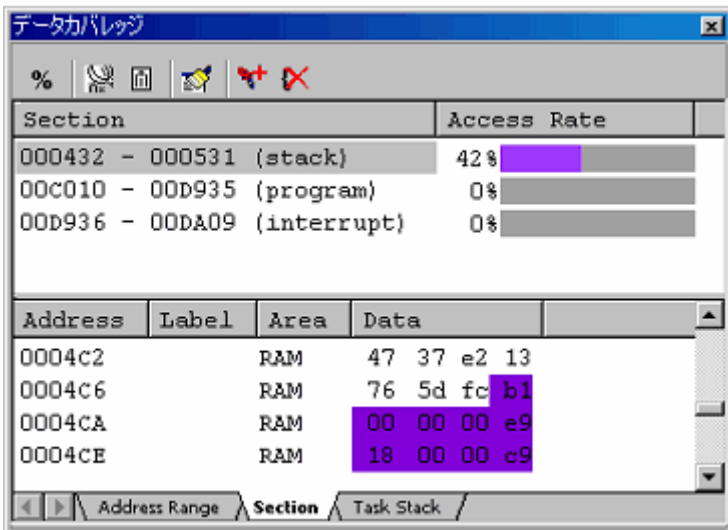 データカバレッジ
%
Section Access Rate
000432 - 000531 (stack) 42%
00C010 - 00D935 (program) 0%
00D936 - 00DA09 (interrupt) 0%
Address Label Area Data
0004C2 RAM 47 37 e2 13
0004C6 RAM 76 5d fc b1
0004CA RAM 00 00 00 e9
0004CE RAM 18 00 00 c9
Address Range Section Task Stack